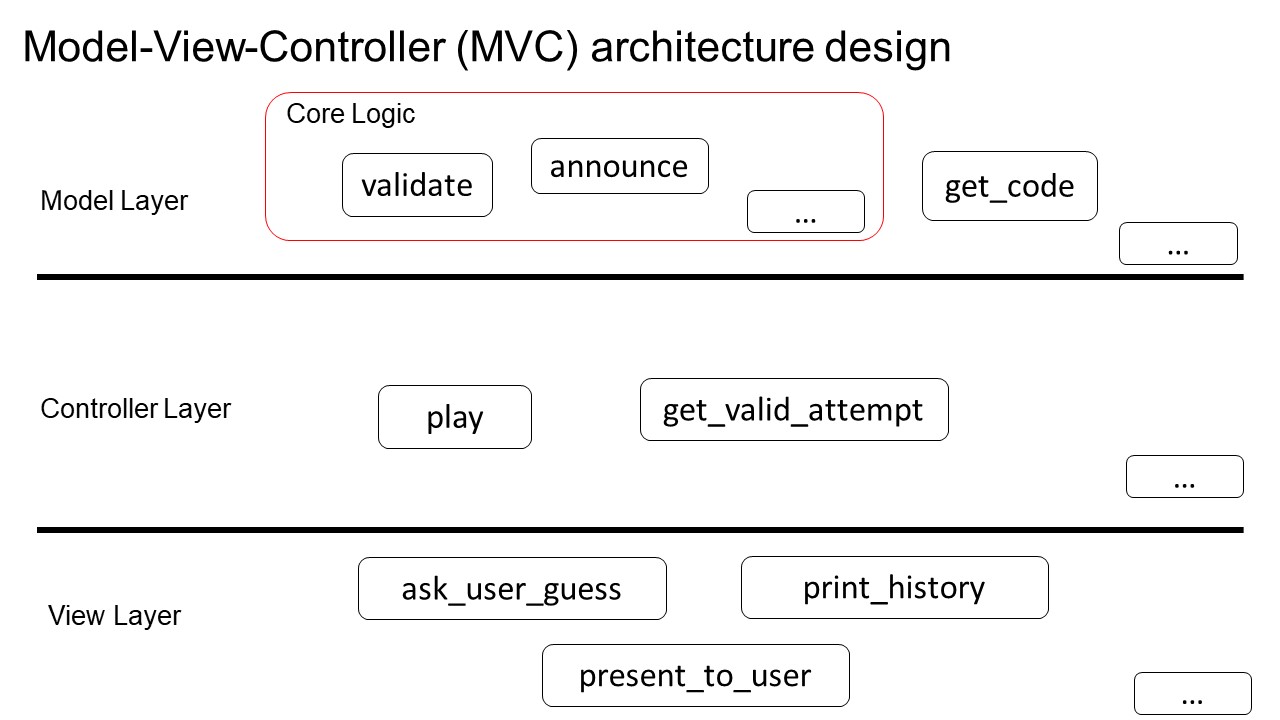 Model-View-Controller (MVC) architecture design
Core Logic
validate
announce
...
get_code
...
Model Layer
Controller Layer
play
get_valid_attempt
...
View Layer
ask_user_guess
print_history
present_to_user
...